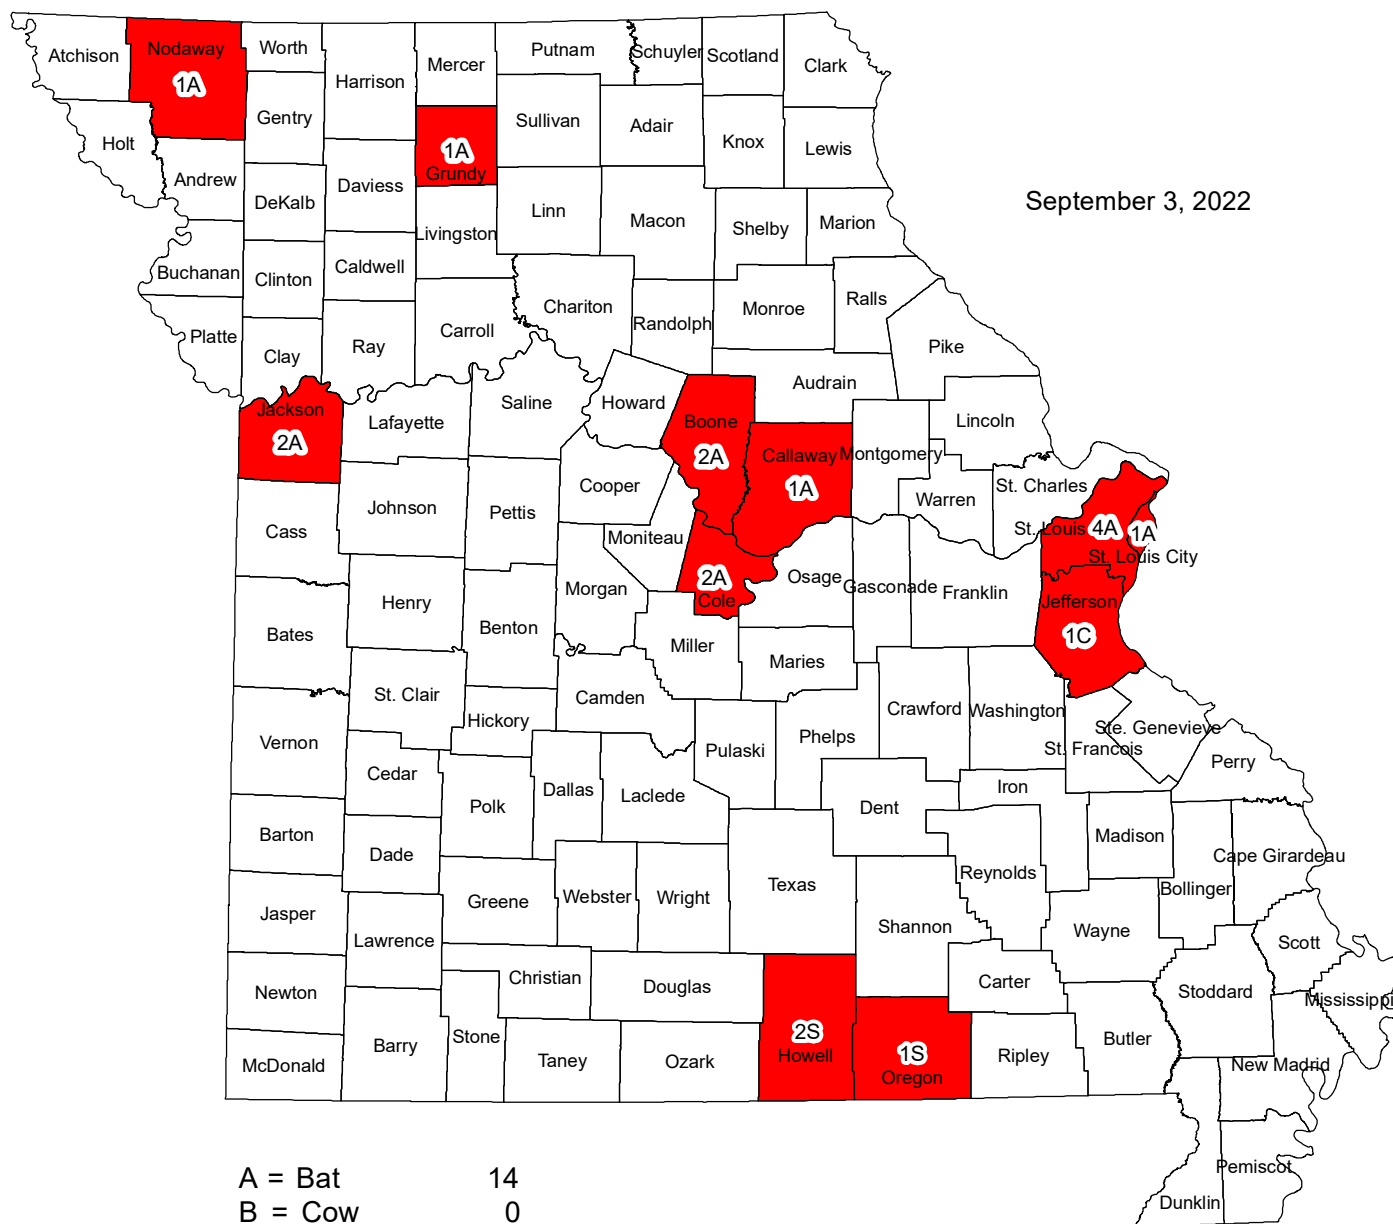 Atchison
Nodaway
1A
Worth
Harrison
Mercer
Putnam
Schuyler
Scotland
Clark
Holt
Gentry
1A
Grundy
Sullivan
Adair
Knox
Lewis
Andrew
DeKalb
Daviess
Livingston
Linn
Macon
Shelby
Marion
September 3, 2022
Buchanan
Clinton
Caldwell
Chariton
Randolph
Monroe
Ralls
Platte
Clay
Ray
Carroll
Pike
Audrain
Jackson
2A
Lafayette
Saline
Howard
Boone
2A
Callaway
1A
Montgomery
Lincoln
Warren
St. Charles
Cass
Johnson
Pettis
Cooper
Moniteau
St. Louis
4A
1A
St. Louis City
2A
Cole
Osage
Gasconade
Franklin
Jefferson
1C
Bates
Henry
Benton
Morgan
Miller
Maries
St. Clair
Hickory
Camden
Pulaski
Phelps
Crawford
Washington
St. Francois
Ste. Genevieve
Perry
Vernon
Cedar
Polk
Dallas
Laclede
Dent
Iron
Madison
Barton
Dade
Greene
Webster
Wright
Texas
Reynolds
Bollinger
Cape Girardeau
Jasper
Lawrence
Shannon
Wayne
Scott
Newton
Christian
Douglas
Carter
Stoddard
Mississippi
McDonald
Barry
Stone
Taney
Ozark
2S
Howell
1S
Oregon
Ripley
Butler
New Madrid
Pemiscot
Dunklin
A = Bat 14
B = Cow 0